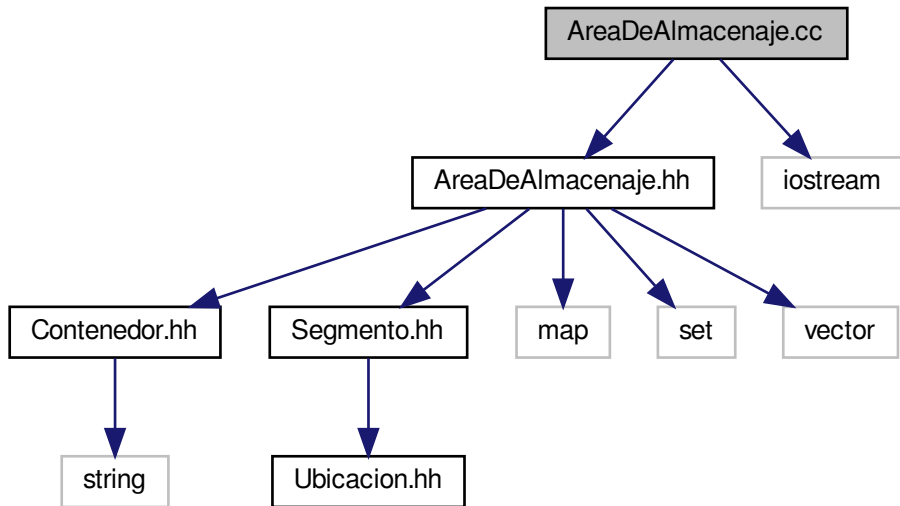 AreaDeAlmacenaje.cc
AreaDeAlmacenaje.hh
iostream
Contenedor.hh
Segmento.hh
map
set
vector
string
Ubicacion.hh